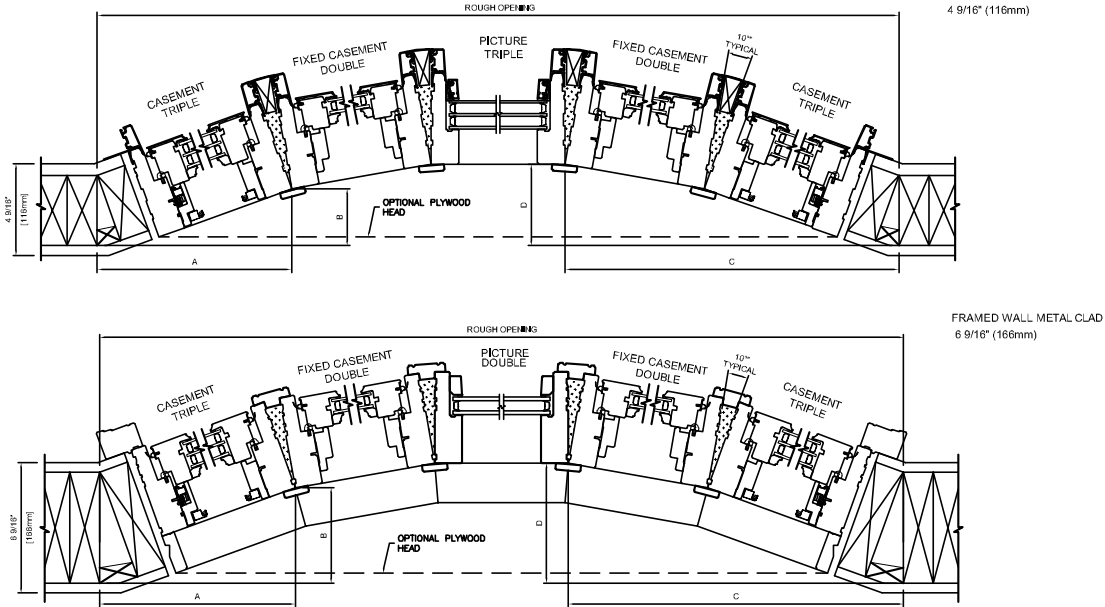 ROUGH OPENING
4 9/16" (116mm)
PICTURE
TRIPLE
10°
TYPICAL
FIXED CASEMENT
DOUBLE
FIXED CASEMENT
DOUBLE
CASEMENT
TRIPLE
CASEMENT
TRIPLE
4 9/16"
[116mm]
OPTIONAL PLYWOOD
HEAD
B
D
A
C
FRAMED WALL METAL CLAD
6 9/16" (166mm)
ROUGH OPENING
PICTURE
DOUBLE
10°
TYPICAL
FIXED CASEMENT
DOUBLE
FIXED CASEMENT
DOUBLE
CASEMENT
TRIPLE
CASEMENT
TRIPLE
6 9/16"
[166mm]
OPTIONAL PLYWOOD
HEAD
B
D
A
C